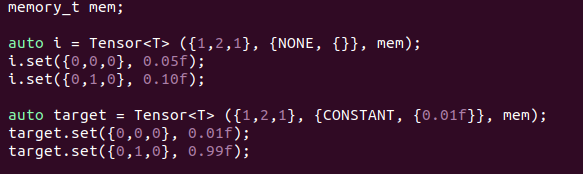 memory_t mem;
auto i = Tensor<T> ({1,2,1}, {NONE, {}}, mem);
i.set({0,0,0}, 0.05f);
i.set({0,1,0}, 0.10f);
auto target = Tensor<T> ({1,2,1}, {CONSTANT, {0.01f}}, mem);
target.set({0,0,0}, 0.01f);
target.set({0,1,0}, 0.99f);